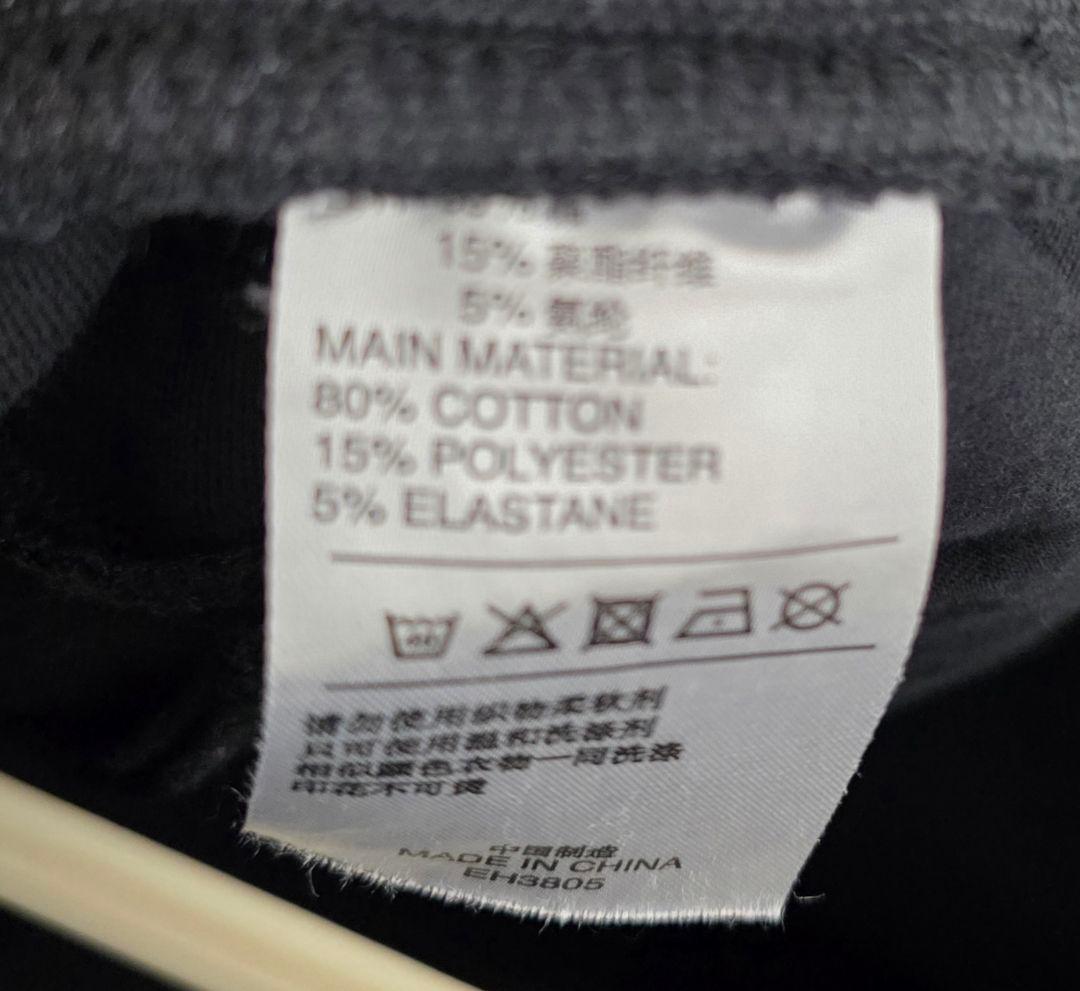 15% 聚酯纤维
5% 氨纶
MAIN MATERIAL:
80% COTTON
15% POLYESTER
5% ELASTANE
请勿使用织物柔软剂
只可使用温和洗涤剂
相似颜色衣物一同洗涤
印花不可烫
中国制造
MADE IN CHINA
EH3805